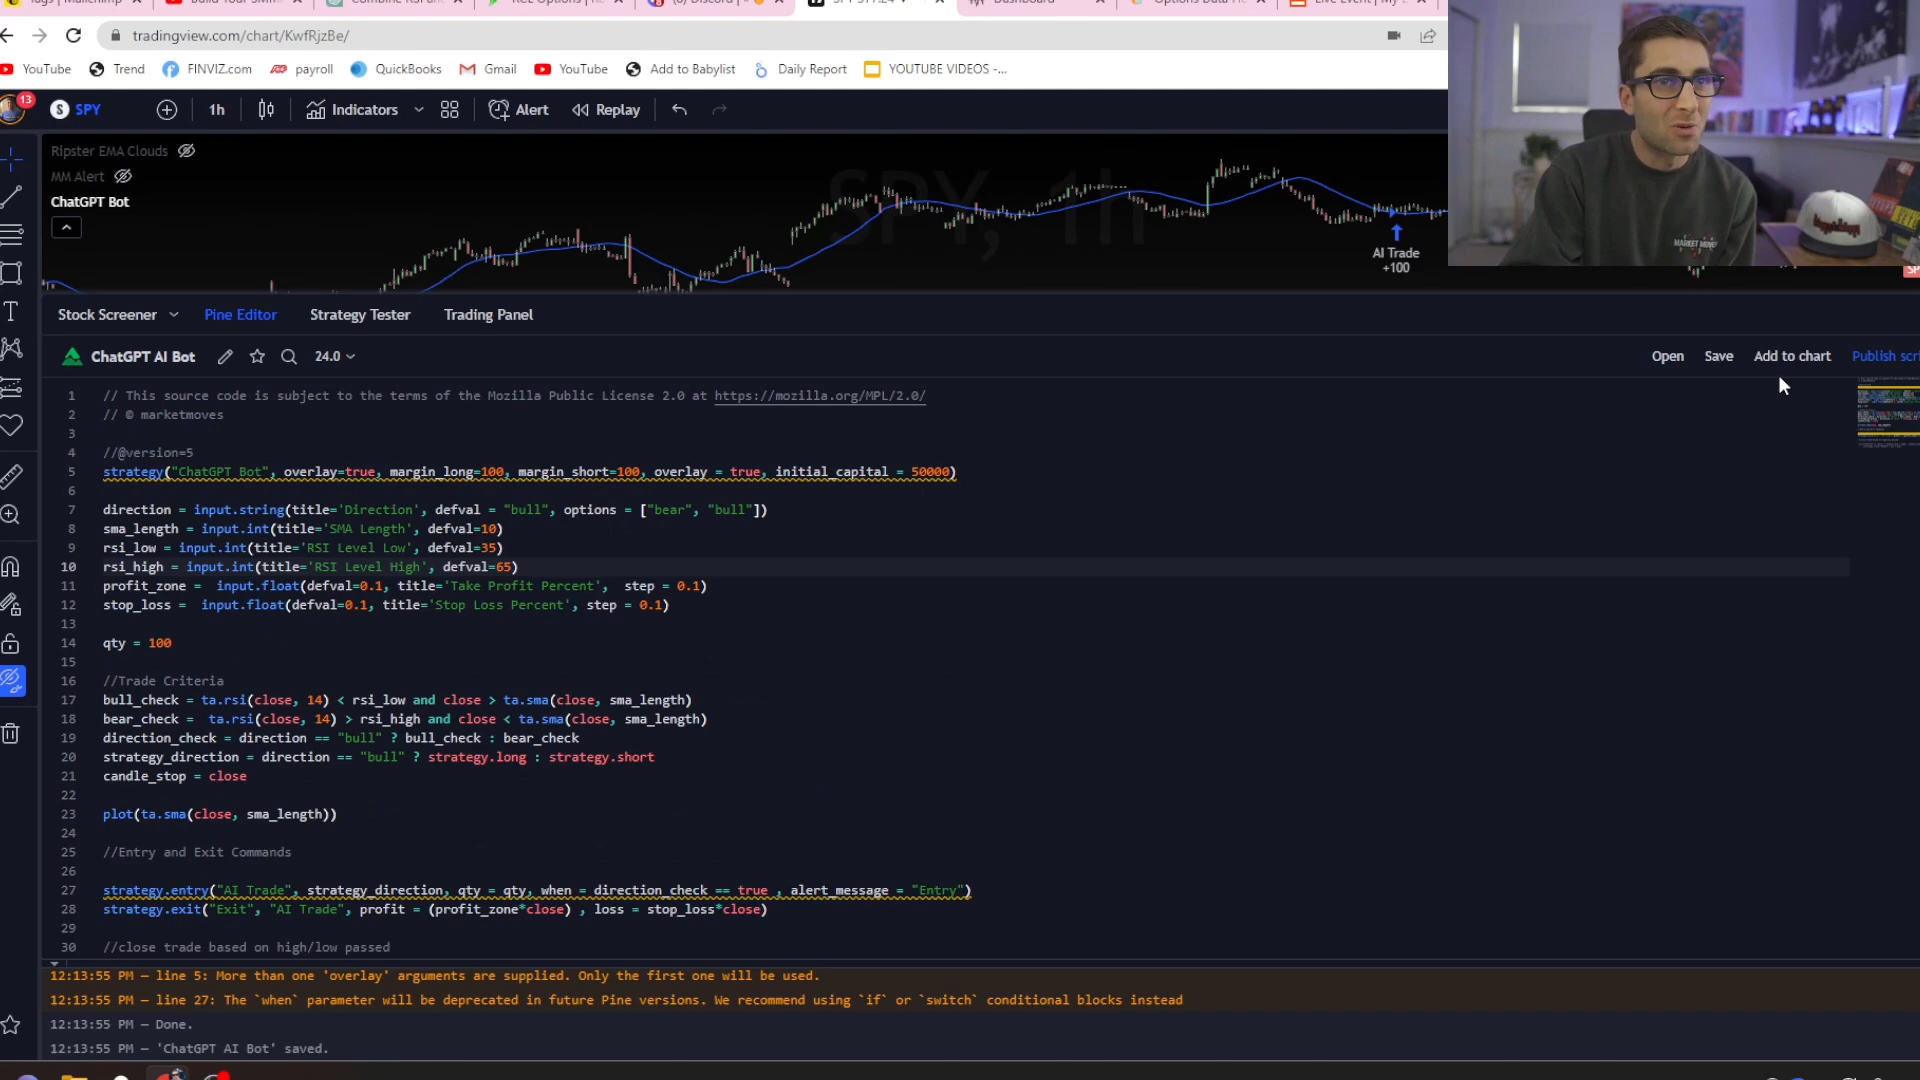 tradingview.com/chart/KwfRjzBe/
YouTube
Trend
FINVIZ.com
payroll
QuickBooks
Gmail
YouTube
Add to Babylist
Daily Report
YOUTUBE VIDEOS -...
13
S SPY
1h
Indicators
Alert
Replay
Ripster EMA Clouds
MM Alert
ChatGPT Bot
SPY, 1h
AI Trade
+100
MARKET MOVES
Stock Screener
Pine Editor
Strategy Tester
Trading Panel
ChatGPT AI Bot
24.0
Open
Save
Add to chart
Publish scri
1 // This source code is subject to the terms of the Mozilla Public License 2.0 at https://mozilla.org/MPL/2.0/
2 // © marketmoves
3
4 //@version=5
5 strategy("ChatGPT Bot", overlay=true, margin_long=100, margin_short=100, overlay = true, initial_capital = 50000)
6
7 direction = input.string(title='Direction', defval = "bull", options = ["bear", "bull"])
8 sma_length = input.int(title='SMA Length', defval=10)
9 rsi_low = input.int(title='RSI Level Low', defval=35)
10 rsi_high = input.int(title='RSI Level High', defval=65)
11 profit_zone =  input.float(defval=0.1, title='Take Profit Percent',  step = 0.1)
12 stop_loss =  input.float(defval=0.1, title='Stop Loss Percent', step = 0.1)
13
14 qty = 100
15
16 //Trade Criteria
17 bull_check = ta.rsi(close, 14) < rsi_low and close > ta.sma(close, sma_length)
18 bear_check =  ta.rsi(close, 14) > rsi_high and close < ta.sma(close, sma_length)
19 direction_check = direction == "bull" ? bull_check : bear_check
20 strategy_direction = direction == "bull" ? strategy.long : strategy.short
21 candle_stop = close
22
23 plot(ta.sma(close, sma_length))
24
25 //Entry and Exit Commands
26
27 strategy.entry("AI Trade", strategy_direction, qty = qty, when = direction_check == true , alert_message = "Entry")
28 strategy.exit("Exit", "AI Trade", profit = (profit_zone*close) , loss = stop_loss*close)
29
30 //close trade based on high/low passed
12:13:55 PM — line 5: More than one 'overlay' arguments are supplied. Only the first one will be used.
12:13:55 PM — line 27: The `when` parameter will be deprecated in future Pine versions. We recommend using `if` or `switch` conditional blocks instead
12:13:55 PM — Done.
12:13:55 PM — 'ChatGPT AI Bot' saved.